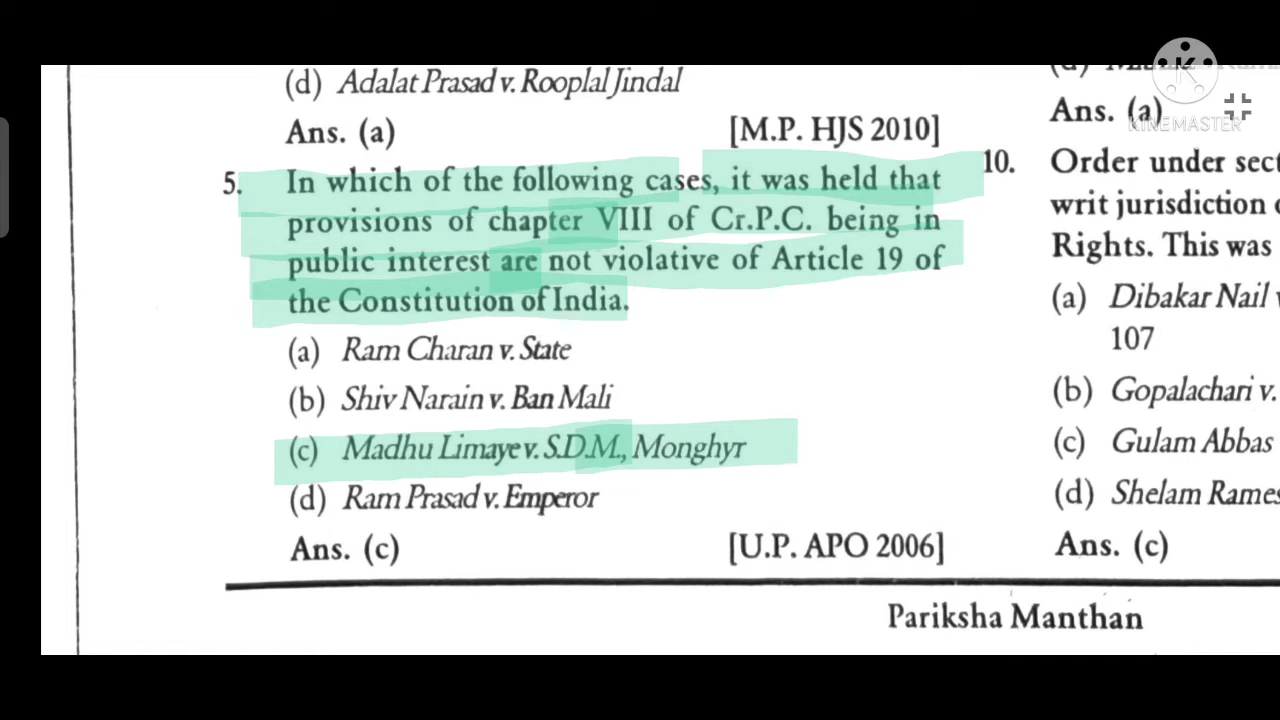 (d) Adalat Prasad v. Rooplal Jindal
Ans. (a) [M.P. HJS 2010]
5. In which of the following cases, it was held that
provisions of chapter VIII of Cr.P.C. being in
public interest are not violative of Article 19 of
the Constitution of India.
(a) Ram Charan v. State
(b) Shiv Narain v. Ban Mali
(c) Madhu Limaye v. S.D.M., Monghyr
(d) Ram Prasad v. Emperor
Ans. (c) [U.P. APO 2006]
Ans. (a)
10. Order under sect
writ jurisdiction
Rights. This was
(a) Dibakar Nail
107
(b) Gopalachari v.
(c) Gulam Abbas
(d) Shelam Rames
Ans. (c)
Pariksha Manthan
KINEMASTER